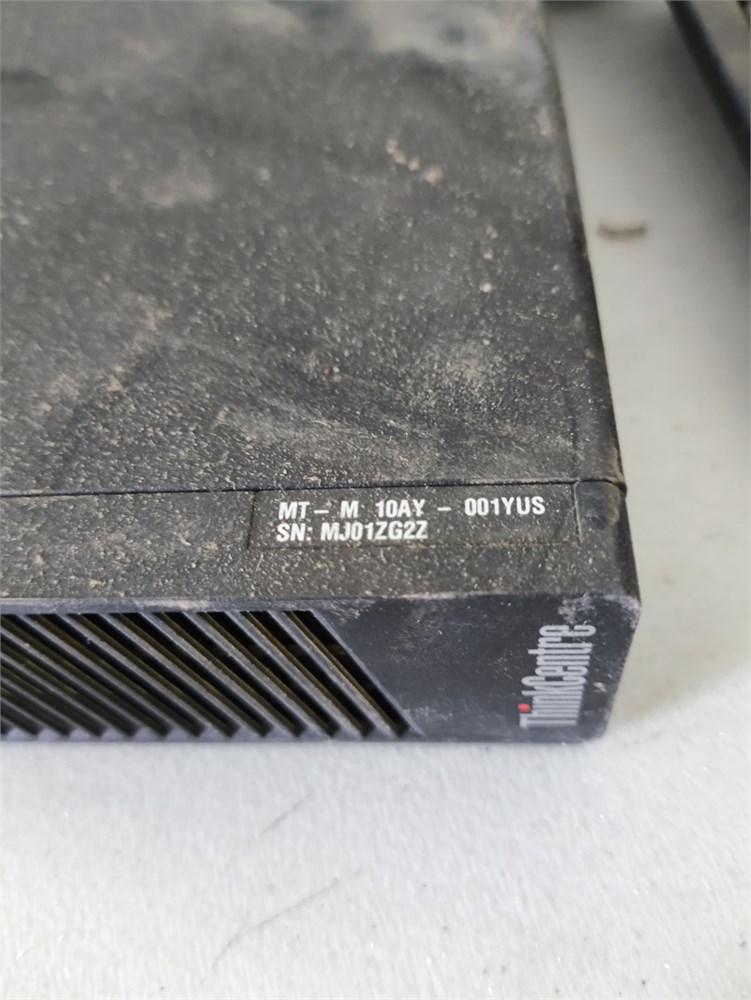 MT - M 10AY - 001YUS
SN: MJ01ZG2Z
ThinkCentre